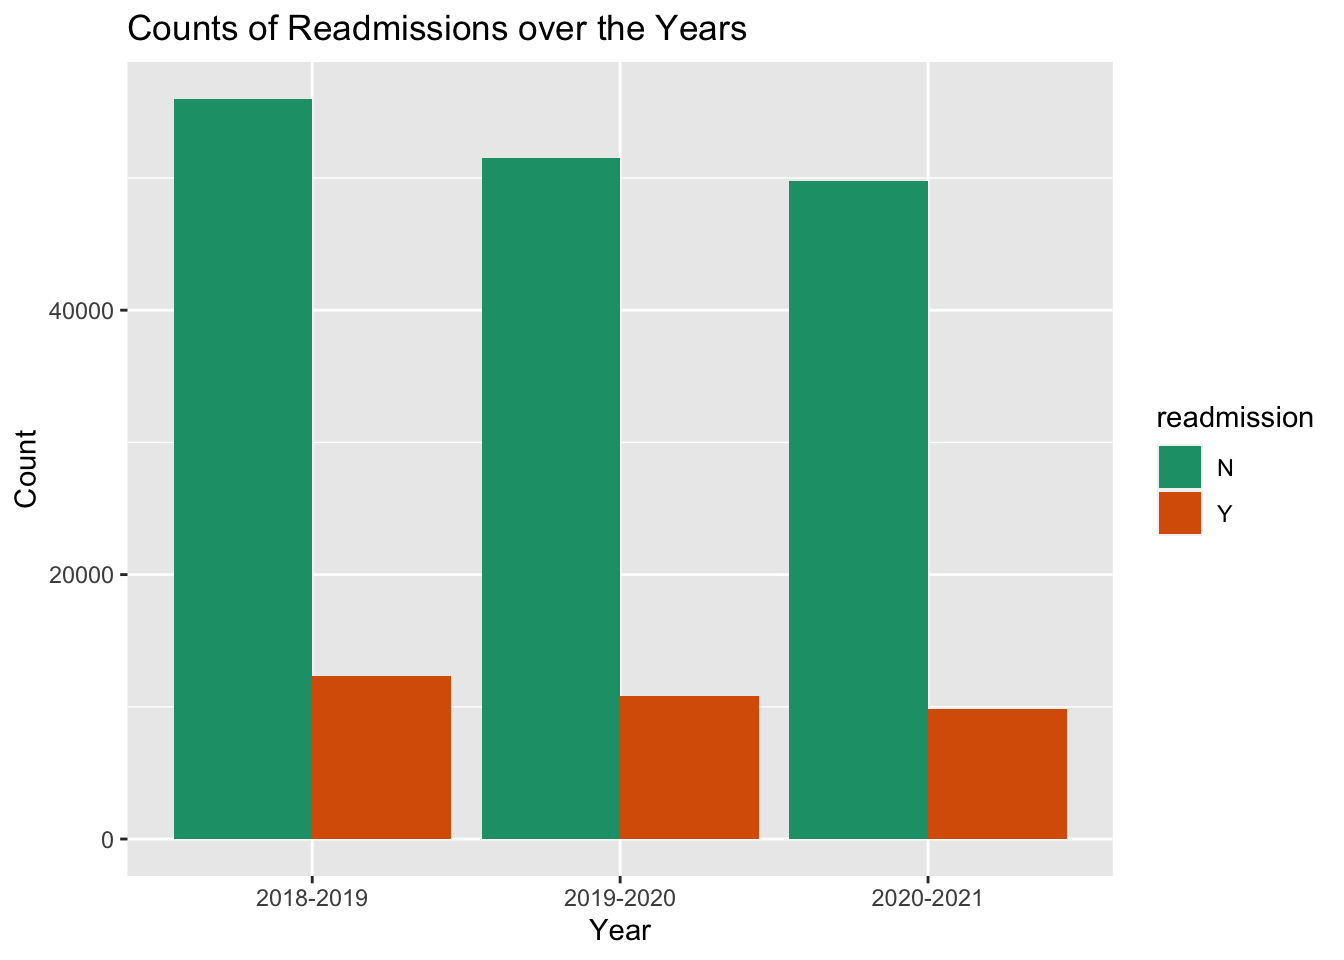 Counts of Readmissions over the Years
Count
40000
20000
0
2018-2019
2019-2020
2020-2021
Year
readmission
N
Y